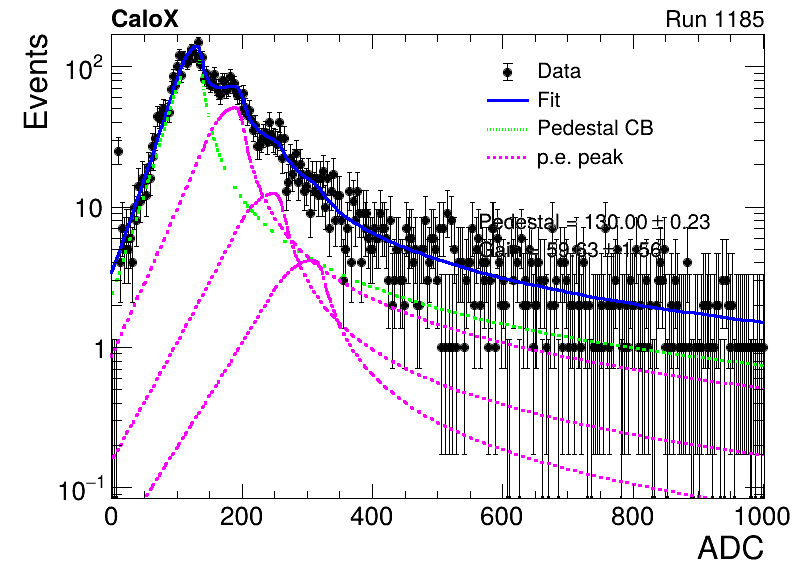 CaloX Run 1185
Events
10²
10
1
10⁻¹
Data
Fit
Pedestal CB
p.e. peak
Pedestal = 130.00 ± 0.23
Gain = 59.63 ± 1.56
0 200 400 600 800 1000
ADC